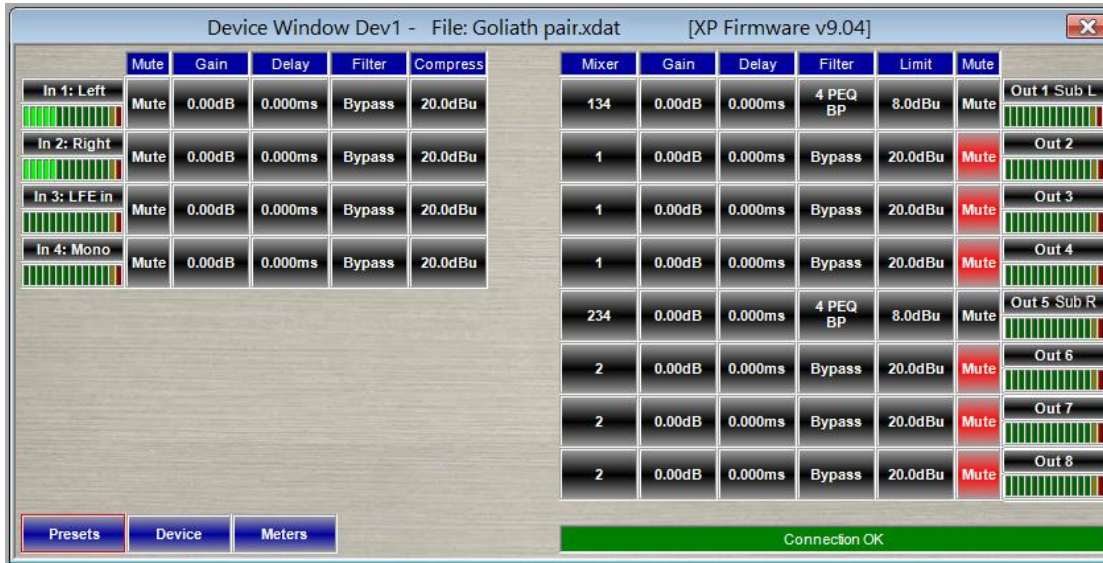 Device Window Dev1 - File: Goliath pair.xdat [XP Firmware v9.04]
Mute Gain Delay Filter Compress Mixer Gain Delay Filter Limit Mute
In 1: Left Mute 0.00dB 0.000ms Bypass 20.0dBu 134 0.00dB 0.000ms 4 PEQ BP 8.0dBu Mute Out 1 Sub L
In 2: Right Mute 0.00dB 0.000ms Bypass 20.0dBu 1 0.00dB 0.000ms Bypass 20.0dBu Mute Out 2
In 3: LFE in Mute 0.00dB 0.000ms Bypass 20.0dBu 1 0.00dB 0.000ms Bypass 20.0dBu Mute Out 3
In 4: Mono Mute 0.00dB 0.000ms Bypass 20.0dBu 1 0.00dB 0.000ms Bypass 20.0dBu Mute Out 4
234 0.00dB 0.000ms 4 PEQ BP 8.0dBu Mute Out 5 Sub R
2 0.00dB 0.000ms Bypass 20.0dBu Mute Out 6
2 0.00dB 0.000ms Bypass 20.0dBu Mute Out 7
2 0.00dB 0.000ms Bypass 20.0dBu Mute Out 8
Presets Device Meters Connection OK